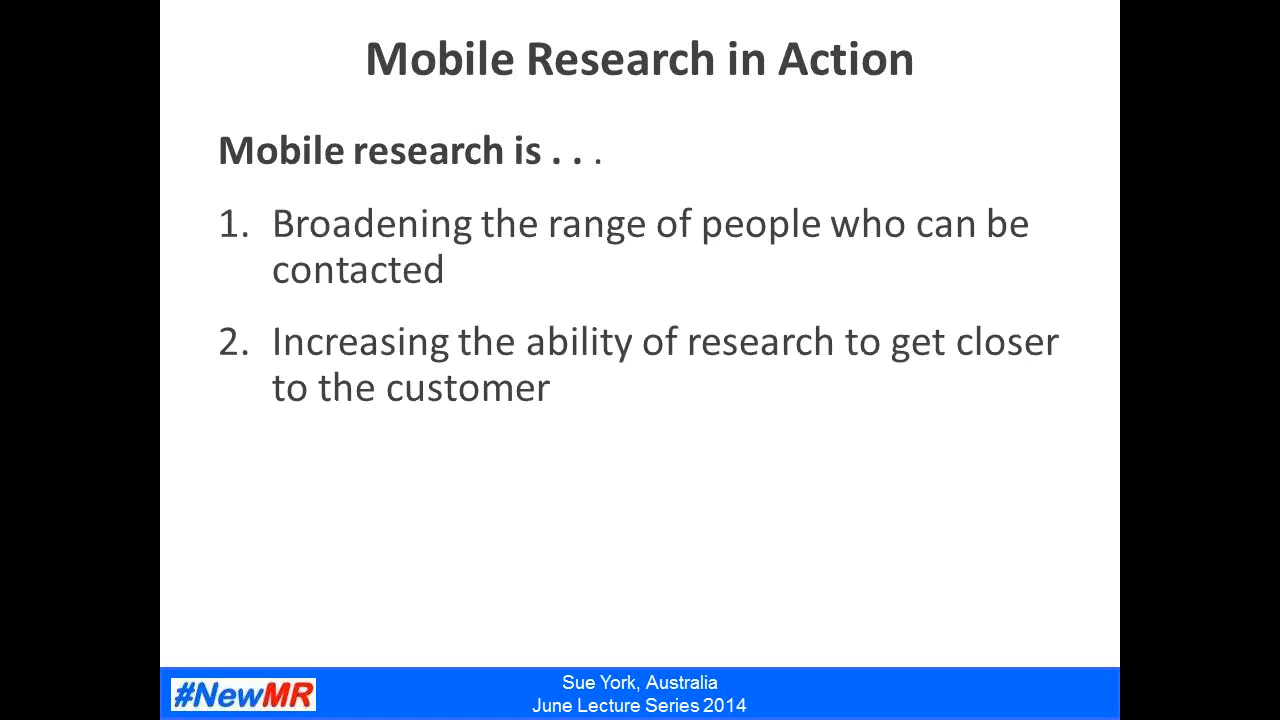 Mobile Research in Action
Mobile research is . . .
1. Broadening the range of people who can be
contacted
2. Increasing the ability of research to get closer
to the customer
#NewMR
Sue York, Australia
June Lecture Series 2014